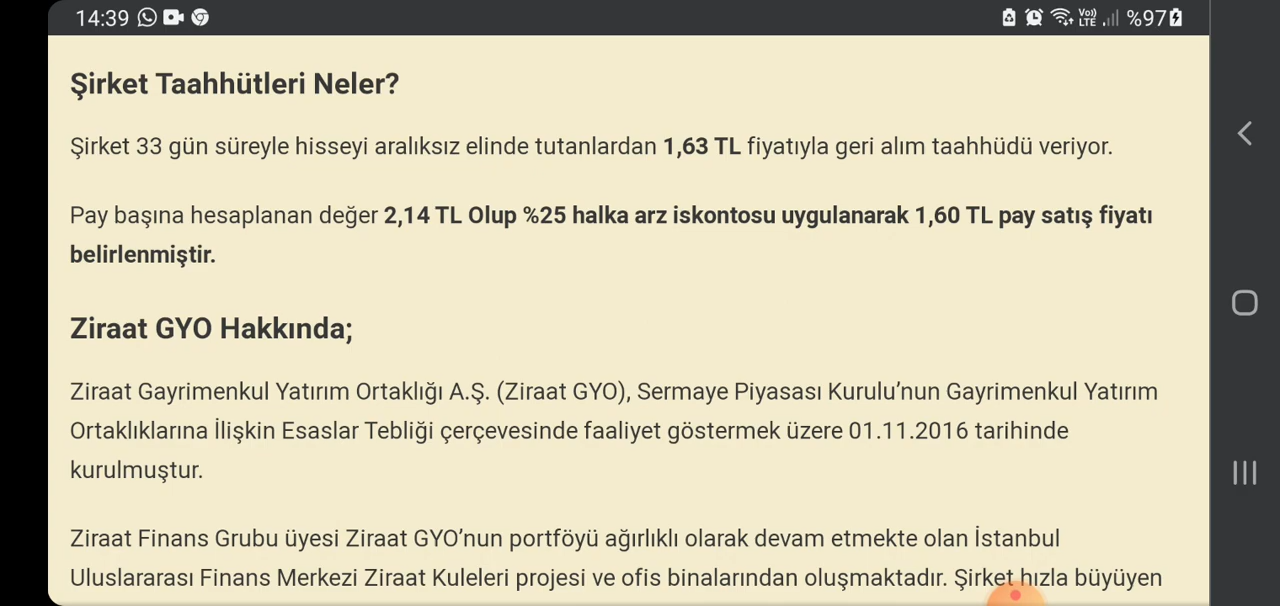 14:39
Vo)) LTE %97
Şirket Taahhütleri Neler?
Şirket 33 gün süreyle hisseyi aralıksız elinde tutanlardan 1,63 TL fiyatıyla geri alım taahhüdü veriyor.
Pay başına hesaplanan değer 2,14 TL Olup %25 halka arz iskontosu uygulanarak 1,60 TL pay satış fiyatı
belirlenmiştir.
Ziraat GYO Hakkında;
Ziraat Gayrimenkul Yatırım Ortaklığı A.Ş. (Ziraat GYO), Sermaye Piyasası Kurulu’nun Gayrimenkul Yatırım
Ortaklıklarına İlişkin Esaslar Tebliği çerçevesinde faaliyet göstermek üzere 01.11.2016 tarihinde
kurulmuştur.
Ziraat Finans Grubu üyesi Ziraat GYO’nun portföyü ağırlıklı olarak devam etmekte olan İstanbul
Uluslararası Finans Merkezi Ziraat Kuleleri projesi ve ofis binalarından oluşmaktadır. Şirket hızla büyüyen